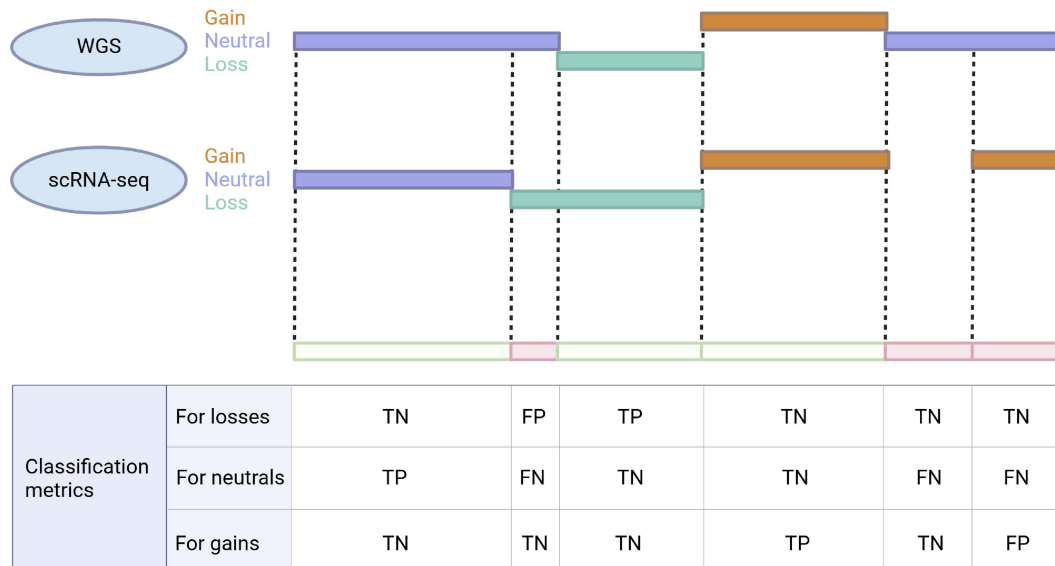 WGS
Gain
Neutral
Loss
scRNA-seq
Gain
Neutral
Loss
Classification
metrics
For losses TN FP TP TN TN TN
For neutrals TP FN TN TN FN FN
For gains TN TN TN TP TN FP